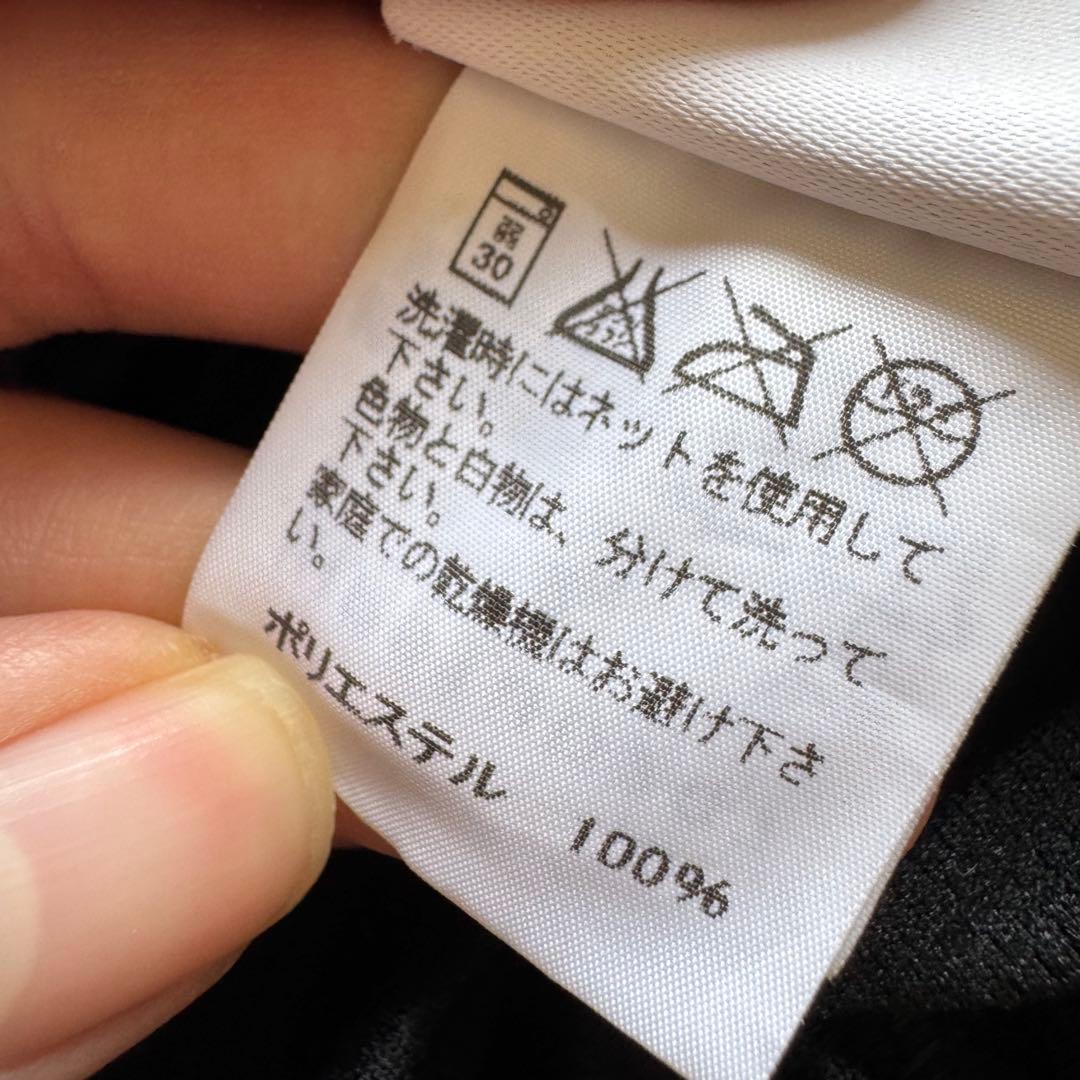 弱
30
洗濯時にはネットを使用して
下さい。
色物と白物は、分けて洗って
下さい。
家庭での乾燥機はお避け下さ
い。
ポリエステル 100%